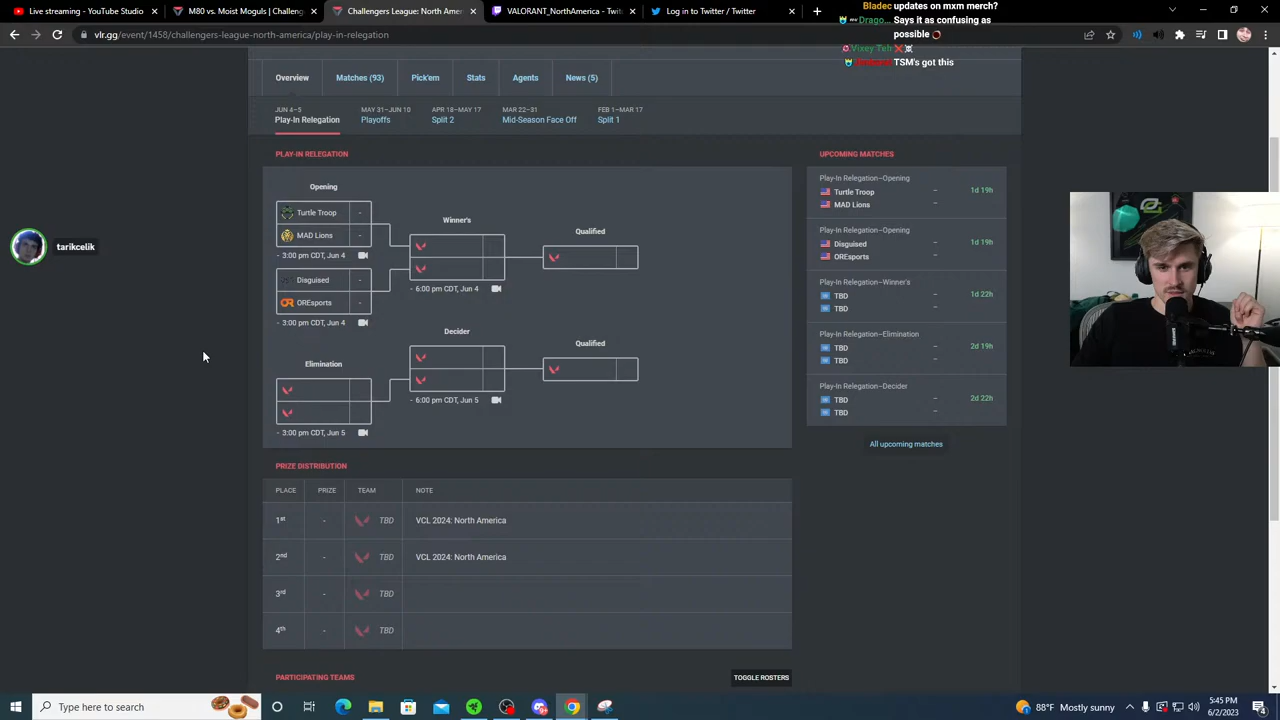 Live streaming - YouTube Studio
M80 vs. Moist Moguls | Challen
Challengers League: North Ameri
VALORANT_NorthAmerica - Twitc
Log in to Twitter / Twitter
Bladec updates on mxm merch?
Drago... Says it as confusing as
possible
Vixey Tefr
TSM's got this
vlr.gg/event/1458/challengers-league-north-america/play-in-relegation
Overview
Matches (93)
Pick'em
Stats
Agents
News (5)
JUN 4–5
Play-In Relegation
MAY 31–JUN 10
Playoffs
APR 18–MAY 17
Split 2
MAR 22–31
Mid-Season Face Off
FEB 1–MAR 17
Split 1
PLAY-IN RELEGATION
Opening
Turtle Troop -
MAD Lions -
- 3:00 pm CDT, Jun 4
Disguised -
OREsports -
- 3:00 pm CDT, Jun 4
Winner's
- 6:00 pm CDT, Jun 4
Qualified
Elimination
- 3:00 pm CDT, Jun 5
Decider
- 6:00 pm CDT, Jun 5
Qualified
tarikcelik
UPCOMING MATCHES
Play-In Relegation–Opening
Turtle Troop – 1d 19h
MAD Lions –
Play-In Relegation–Opening
Disguised – 1d 19h
OREsports –
Play-In Relegation–Winner's
TBD – 1d 22h
TBD –
Play-In Relegation–Elimination
TBD – 2d 19h
TBD –
Play-In Relegation–Decider
TBD – 2d 22h
TBD –
All upcoming matches
PRIZE DISTRIBUTION
PLACE PRIZE TEAM NOTE
1st - TBD VCL 2024: North America
2nd - TBD VCL 2024: North America
3rd - TBD
4th - TBD
PARTICIPATING TEAMS
TOGGLE ROSTERS
Type here to search
88°F Mostly sunny
5:45 PM
6/2/2023